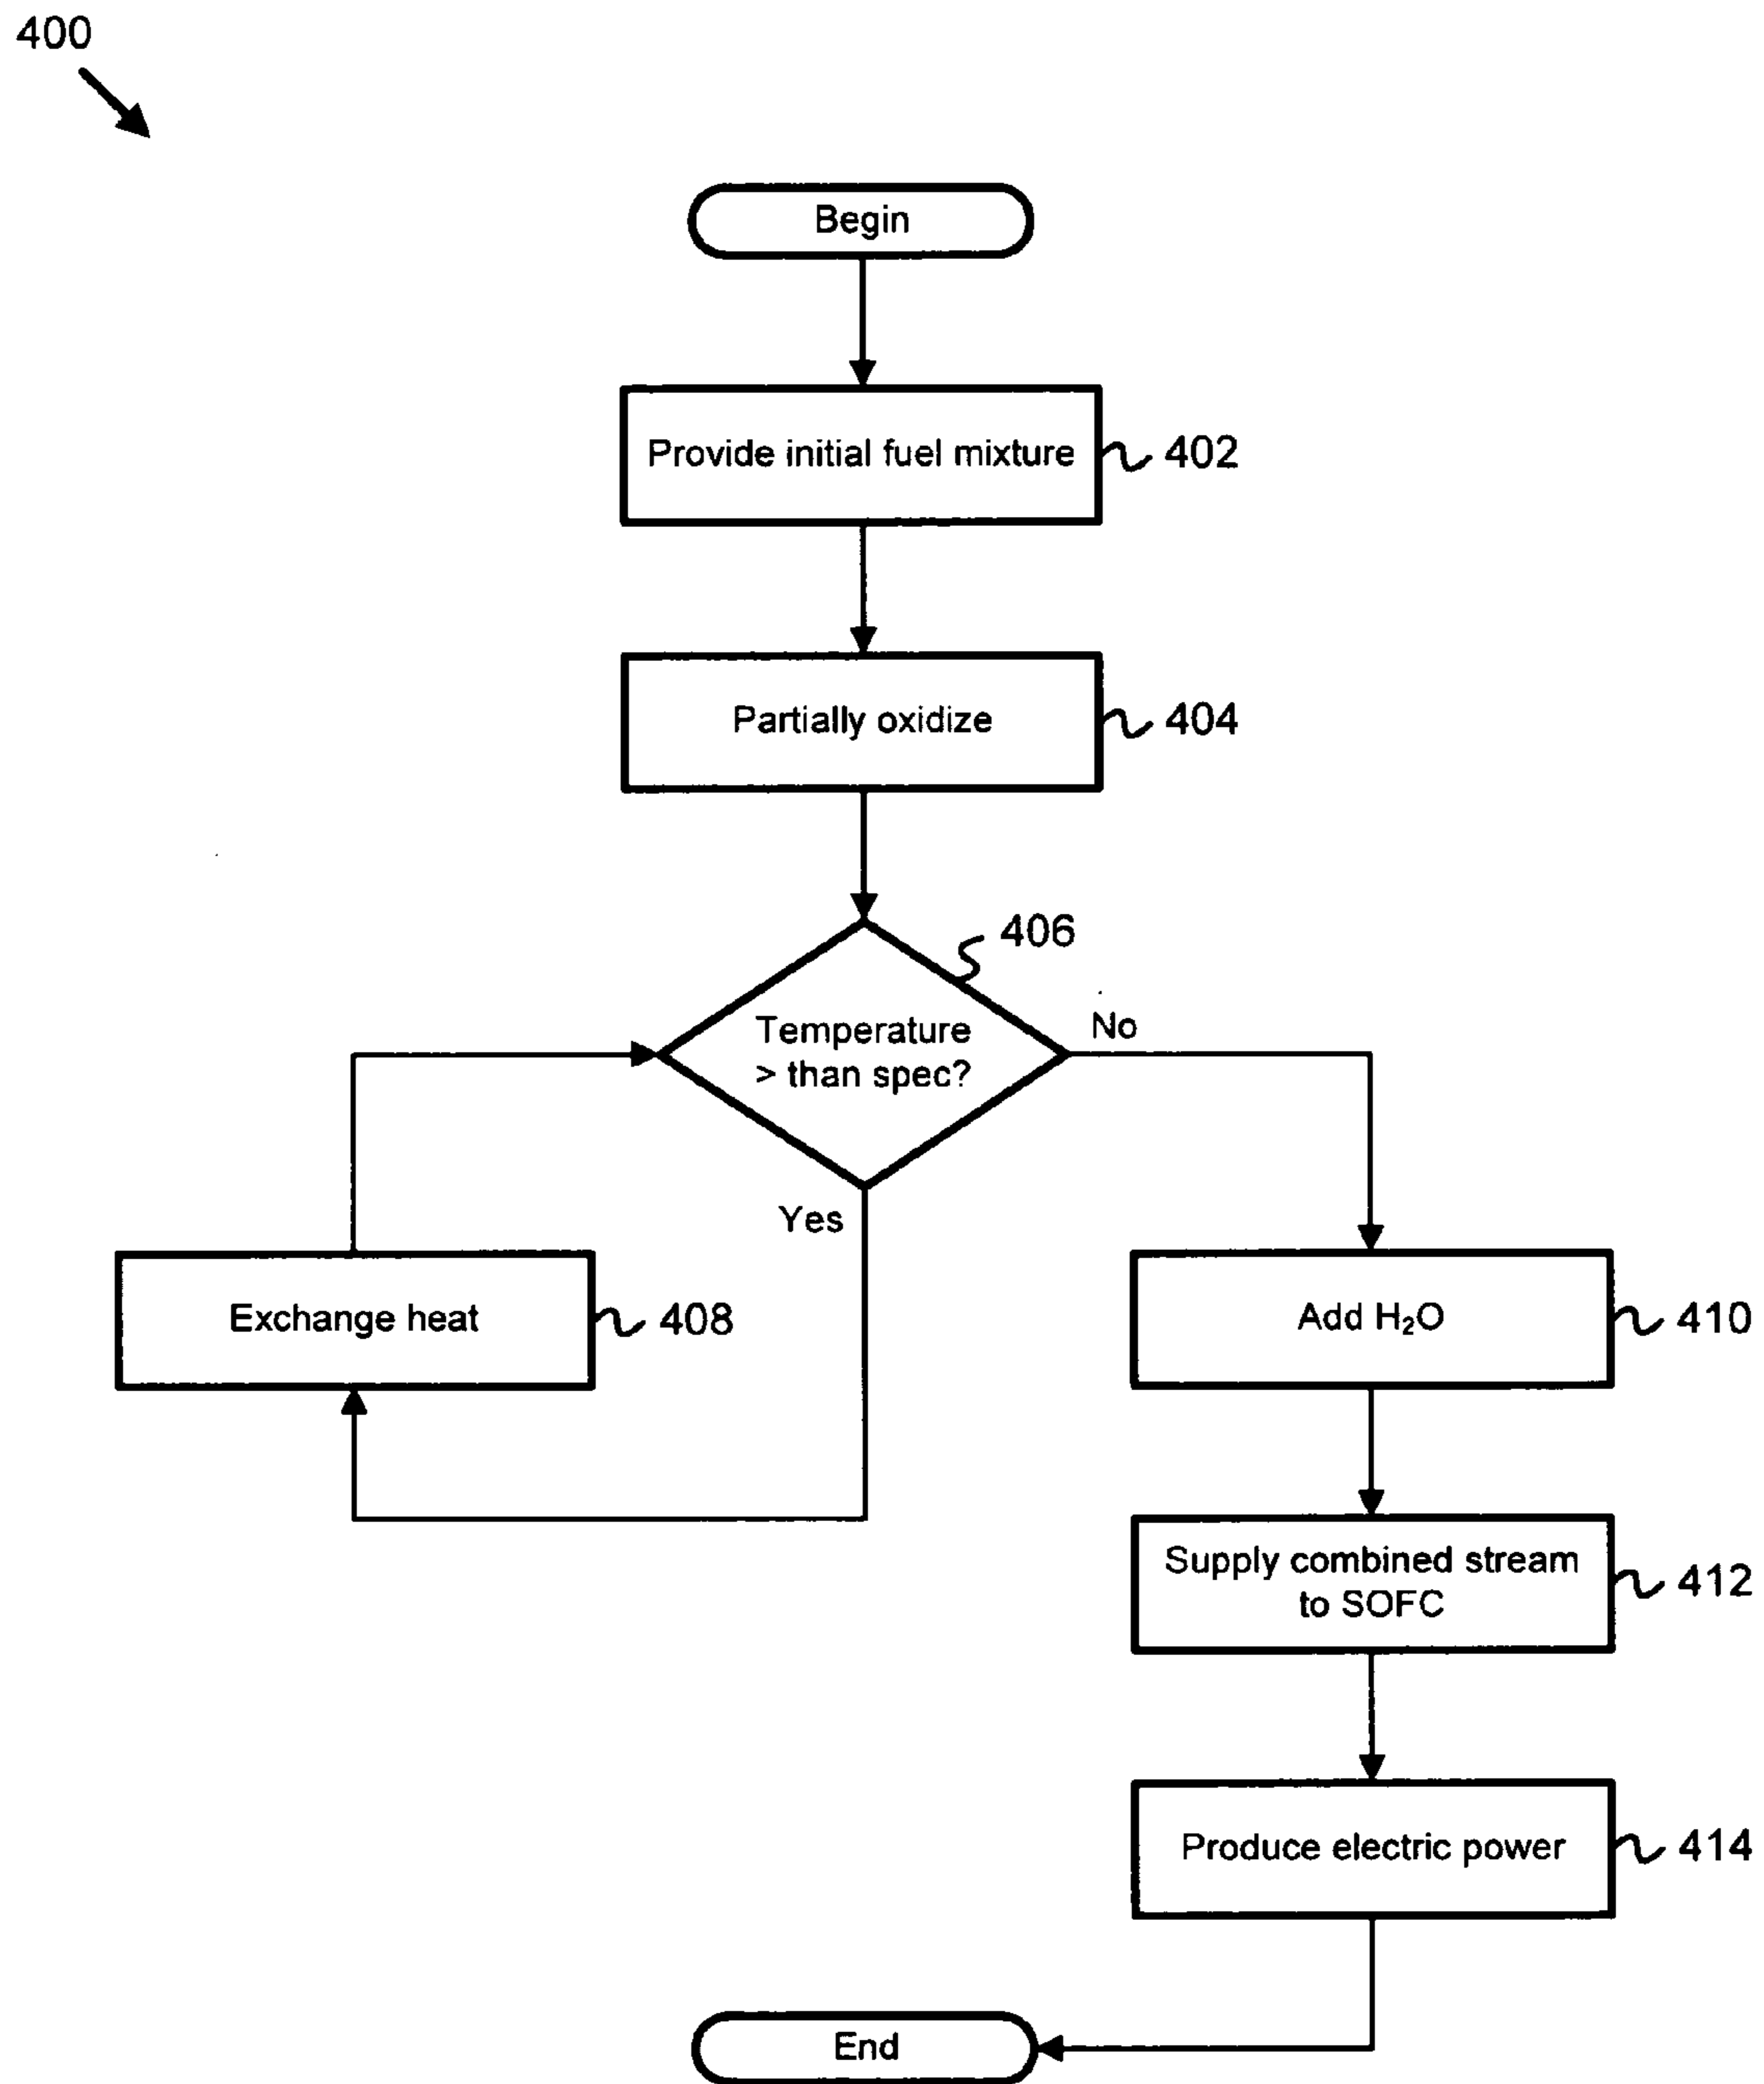 400
Begin
Provide initial fuel mixture
402
Partially oxidize
404
406
Temperature
> than spec?
No
Yes
Exchange heat
408
Add H₂O
410
Supply combined stream
to SOFC
412
Produce electric power
414
End